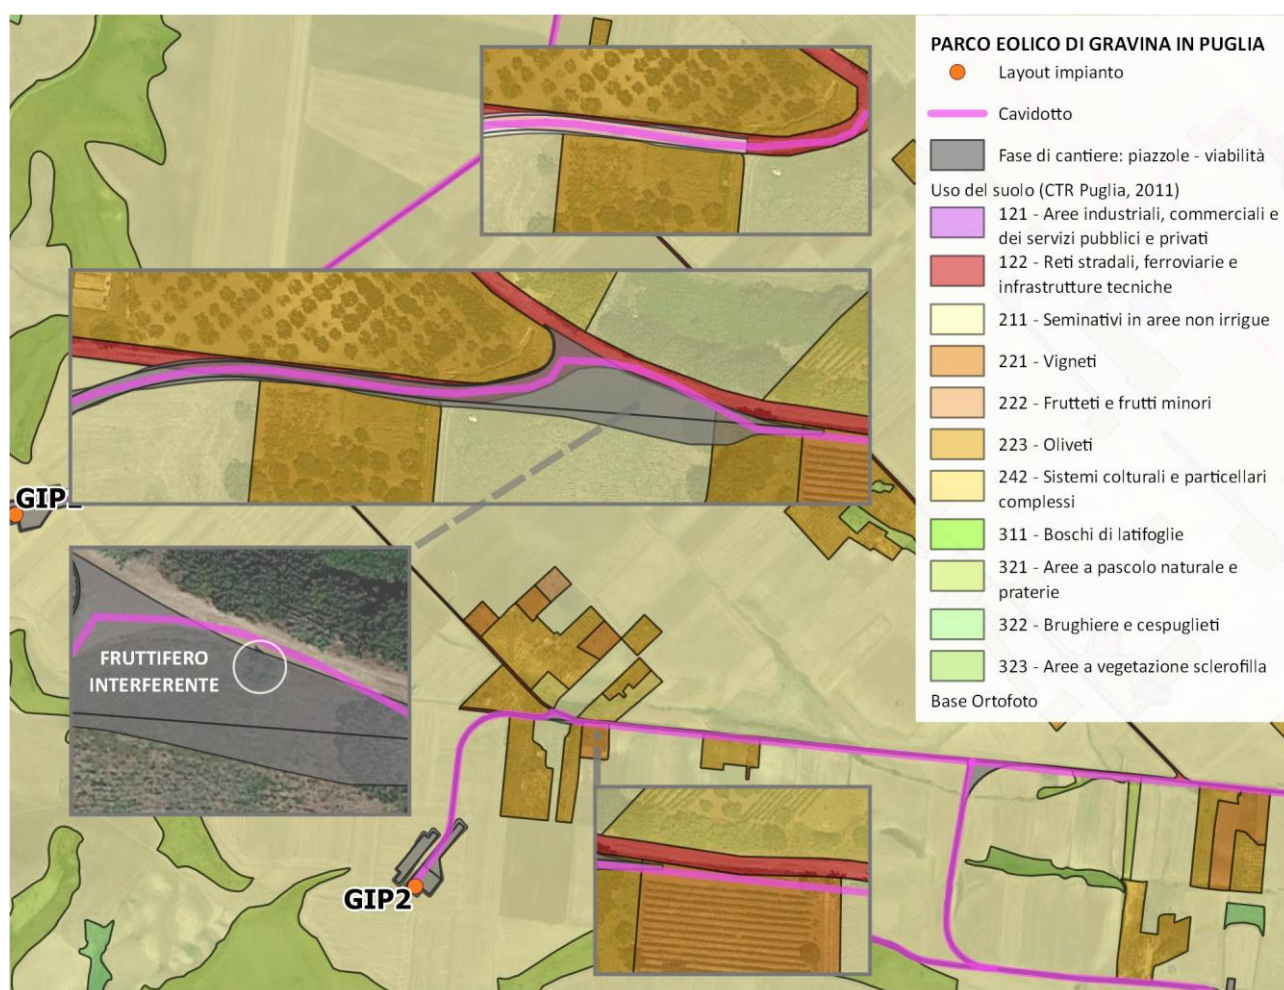 PARCO EOLICO DI GRAVINA IN PUGLIA
Layout impianto
Cavidotto
Fase di cantiere: piazzole - viabilità
Uso del suolo (CTR Puglia, 2011)
121 - Aree industriali, commerciali e
dei servizi pubblici e privati
122 - Reti stradali, ferroviarie e
infrastrutture tecniche
211 - Seminativi in aree non irrigue
221 - Vigneti
222 - Frutteti e frutti minori
223 - Oliveti
242 - Sistemi colturali e particellari
complessi
311 - Boschi di latifoglie
321 - Aree a pascolo naturale e
praterie
322 - Brughiere e cespuglieti
323 - Aree a vegetazione sclerofilla
Base Ortofoto
GIP
FRUTTIFERO
INTERFERENTE
GIP2